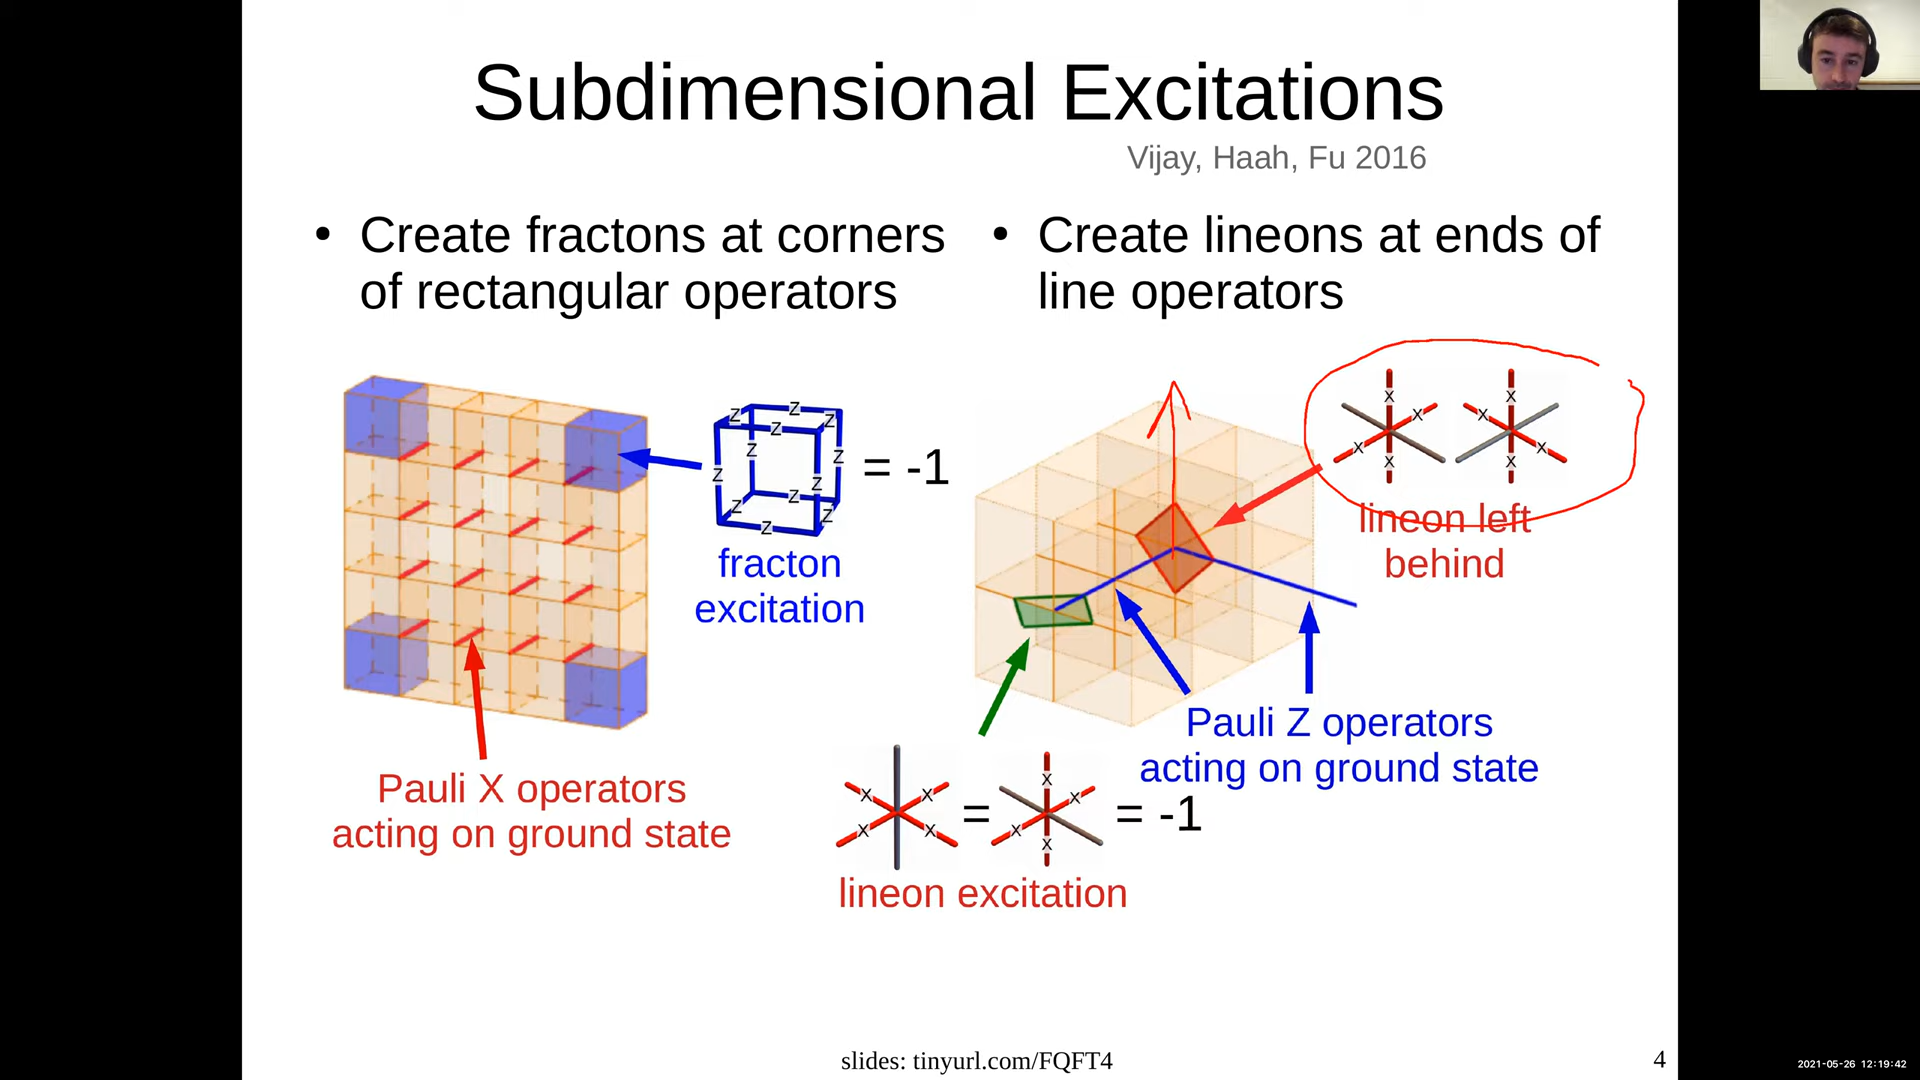 Subdimensional Excitations
Vijay, Haah, Fu 2016
• Create fractons at corners
of rectangular operators
• Create lineons at ends of
line operators
Z Z Z Z Z Z Z Z Z Z Z Z
= -1
fracton
excitation
Pauli X operators
acting on ground state
X X X X X X X X
lineon left
behind
Pauli Z operators
acting on ground state
X X X X = X X X X = -1
lineon excitation
slides: tinyurl.com/FQFT4
4
2021-05-26 12:19:42